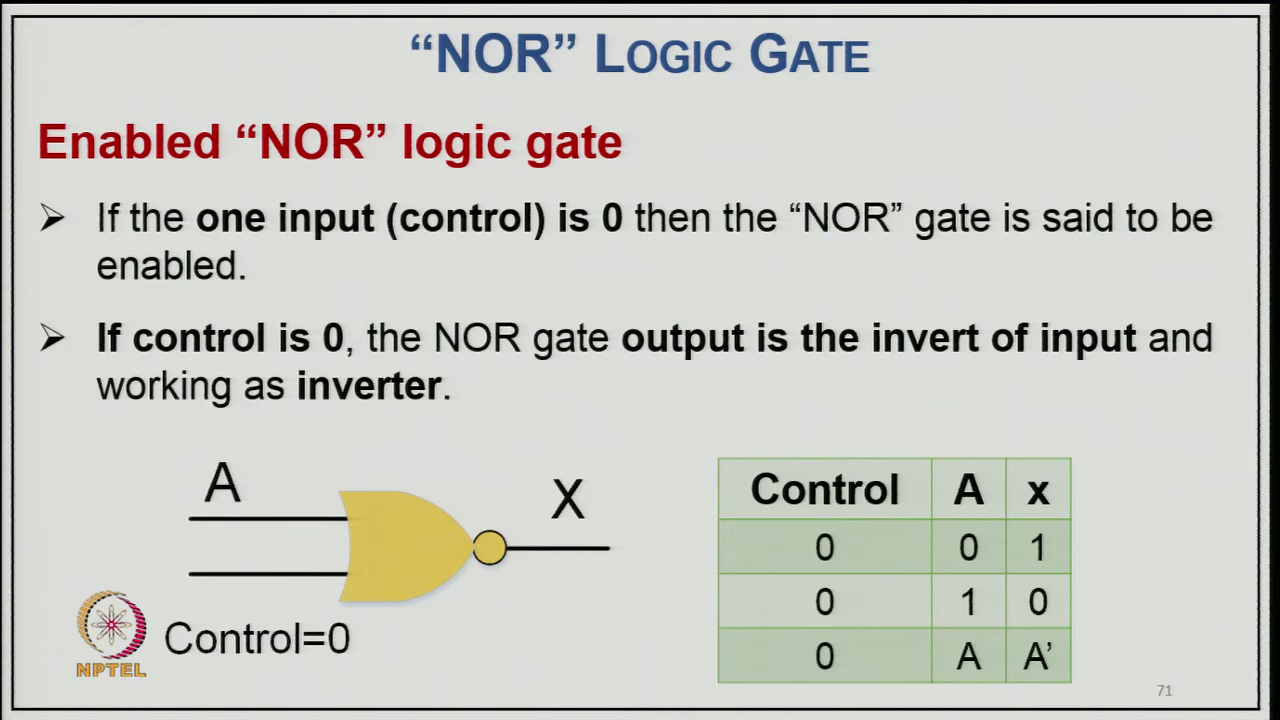 “NOR” LOGIC GATE
Enabled “NOR” logic gate
➢ If the one input (control) is 0 then the “NOR” gate is said to be
enabled.
➢ If control is 0, the NOR gate output is the invert of input and
working as inverter.
A
X
Control=0
Control A x
0 0 1
0 1 0
0 A A’
NPTEL
71